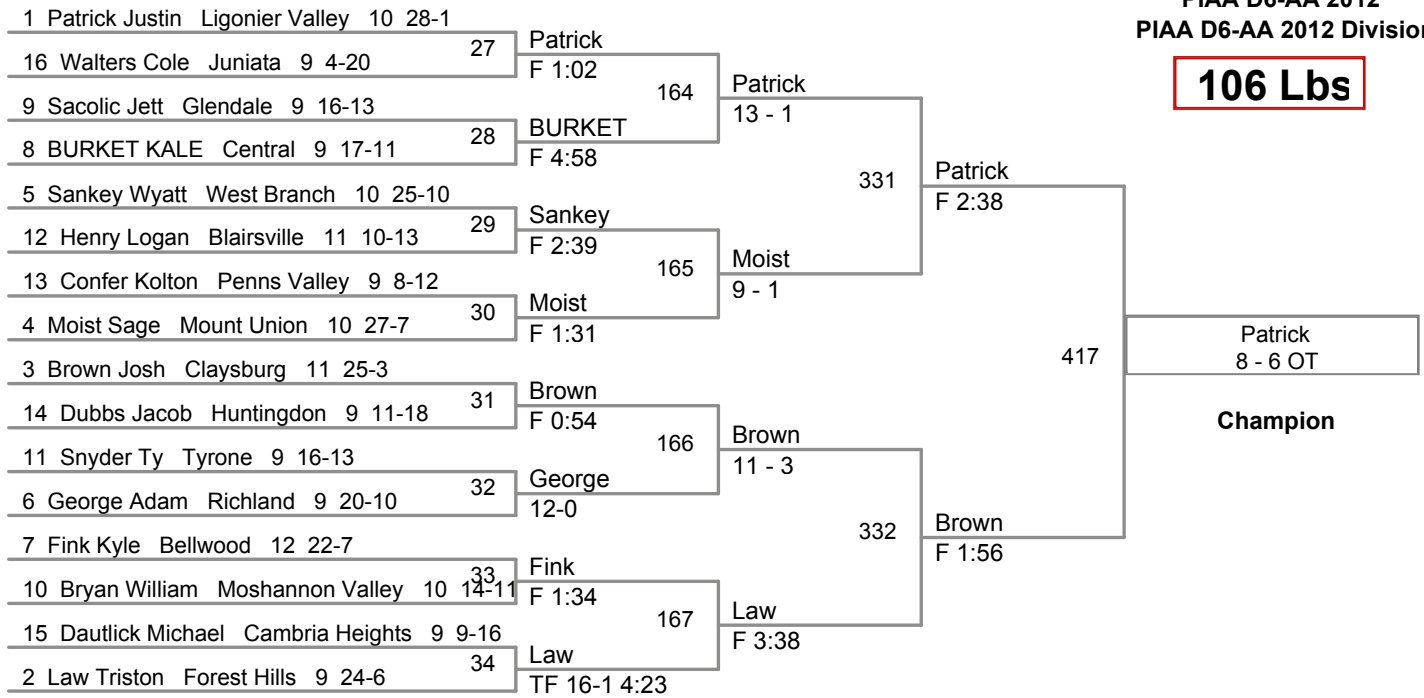 PIAA D6-AA 2012
PIAA D6-AA 2012 Division
106 Lbs
1 Patrick Justin Ligonier Valley 10 28-1
27
16 Walters Cole Juniata 9 4-20
Patrick
F 1:02
9 Sacolic Jett Glendale 9 16-13
28
8 BURKET KALE Central 9 17-11
BURKET
F 4:58
5 Sankey Wyatt West Branch 10 25-10
29
12 Henry Logan Blairsville 11 10-13
Sankey
F 2:39
13 Confer Kolton Penns Valley 9 8-12
30
4 Moist Sage Mount Union 10 27-7
Moist
F 1:31
3 Brown Josh Claysburg 11 25-3
31
14 Dubbs Jacob Huntingdon 9 11-18
Brown
F 0:54
11 Snyder Ty Tyrone 9 16-13
32
6 George Adam Richland 9 20-10
George
12-0
7 Fink Kyle Bellwood 12 22-7
33
10 Bryan William Moshannon Valley 10 14-11
Fink
F 1:34
15 Dautlick Michael Cambria Heights 9 9-16
34
2 Law Triston Forest Hills 9 24-6
Law
TF 16-1 4:23
164
Patrick
13 - 1
165
Moist
9 - 1
166
Brown
11 - 3
167
Law
F 3:38
331
Patrick
F 2:38
332
Brown
F 1:56
417
Patrick
8 - 6 OT
Champion